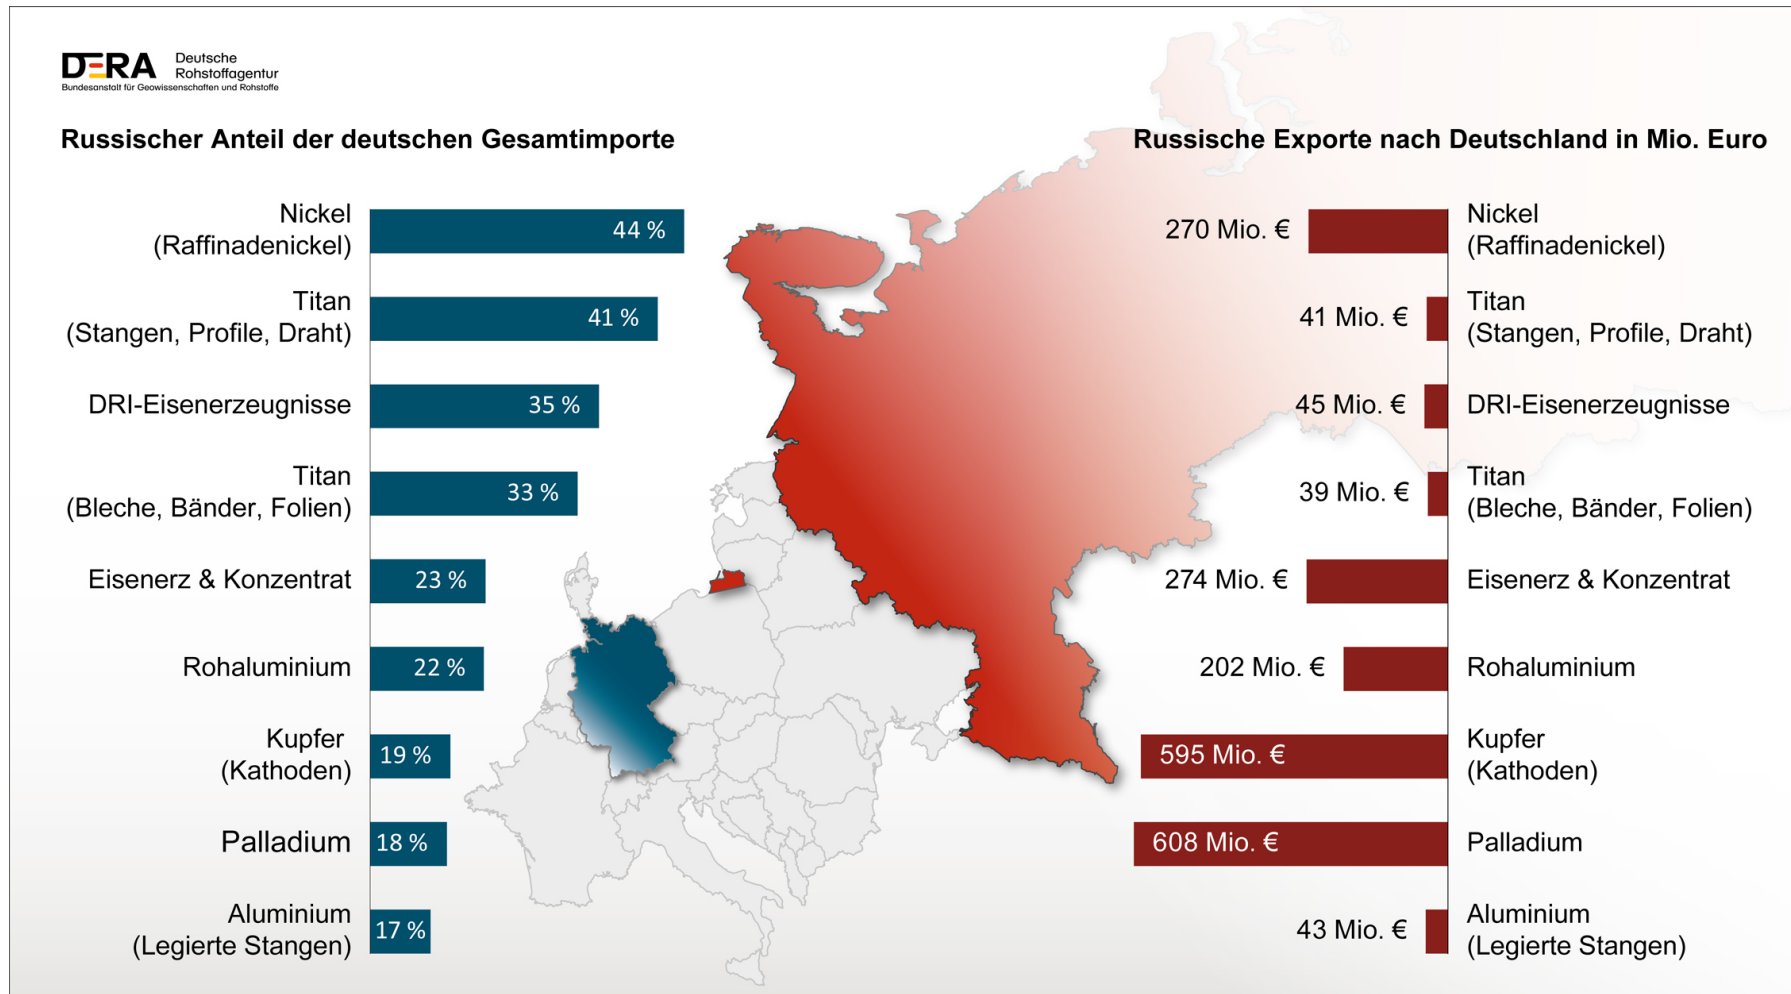 DERA
Deutsche
Rohstoffagentur
Bundesanstalt für Geowissenschaften und Rohstoffe
Russischer Anteil der deutschen Gesamtimporte
Nickel
(Raffinadenickel)
44 %
Titan
(Stangen, Profile, Draht)
41 %
DRI-Eisenerzeugnisse
35 %
Titan
(Bleche, Bänder, Folien)
33 %
Eisenerz & Konzentrat
23 %
Rohaluminium
22 %
Kupfer
(Kathoden)
19 %
Palladium
18 %
Aluminium
(Legierte Stangen)
17 %
Russische Exporte nach Deutschland in Mio. Euro
270 Mio. €
Nickel
(Raffinadenickel)
41 Mio. €
Titan
(Stangen, Profile, Draht)
45 Mio. €
DRI-Eisenerzeugnisse
39 Mio. €
Titan
(Bleche, Bänder, Folien)
274 Mio. €
Eisenerz & Konzentrat
202 Mio. €
Rohaluminium
595 Mio. €
Kupfer
(Kathoden)
608 Mio. €
Palladium
43 Mio. €
Aluminium
(Legierte Stangen)